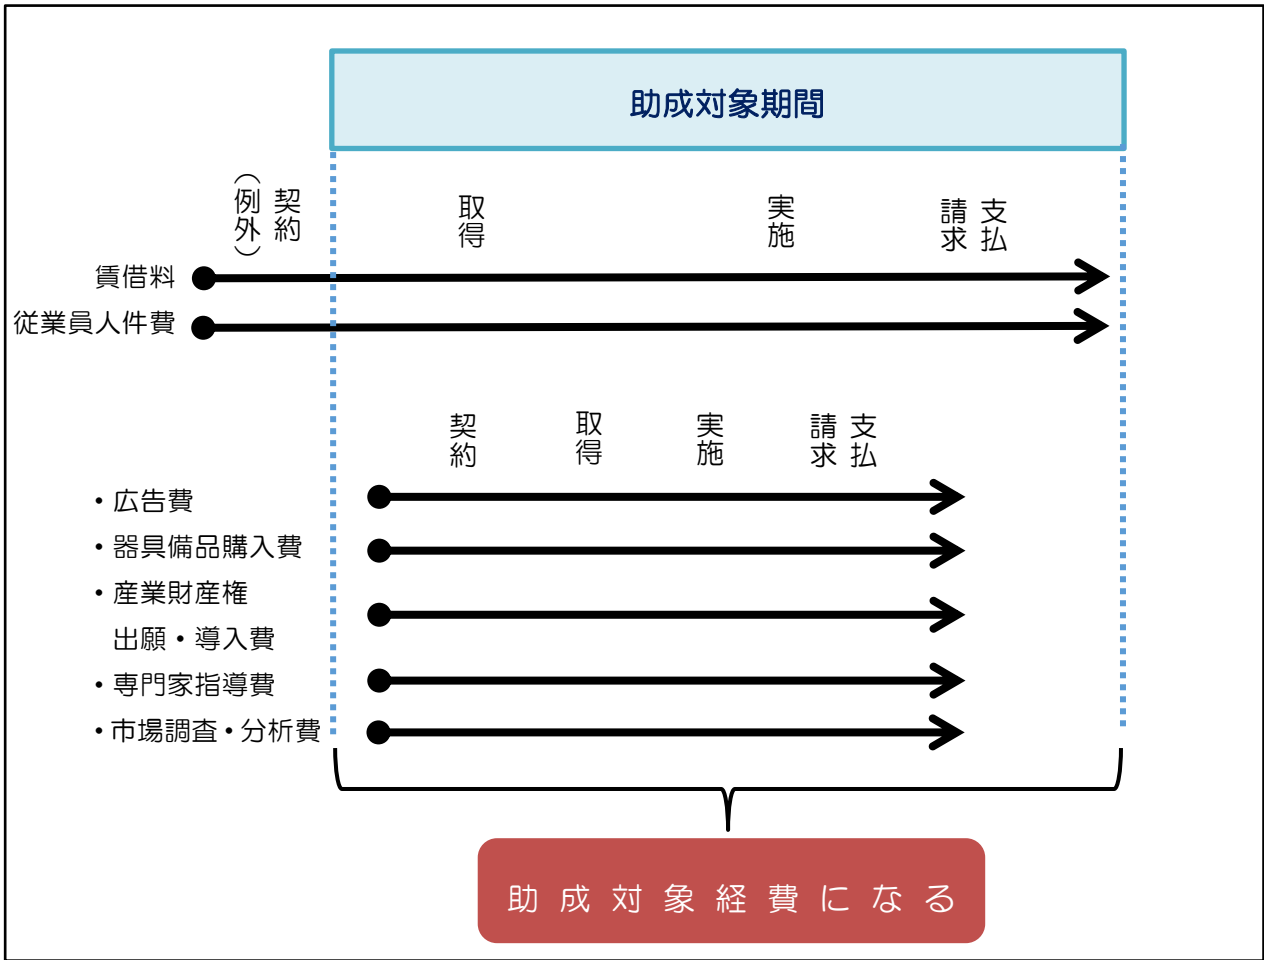 助成対象期間
契約
（例外）
取得
実施
支払
請求
賃借料
従業員人件費
契約
取得
実施
支払
請求
・広告費
・器具備品購入費
・産業財産権
出願・導入費
・専門家指導費
・市場調査・分析費
助成対象経費になる